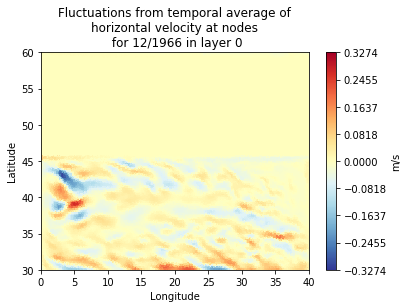 Fluctuations from temporal average of
horizontal velocity at nodes
for 12/1966 in layer 0
60
55
50
45
40
35
30
Latitude
0 5 10 15 20 25 30 35 40
Longitude
0.3274
0.2455
0.1637
0.0818
0.0000
−0.0818
−0.1637
−0.2455
−0.3274
m/s